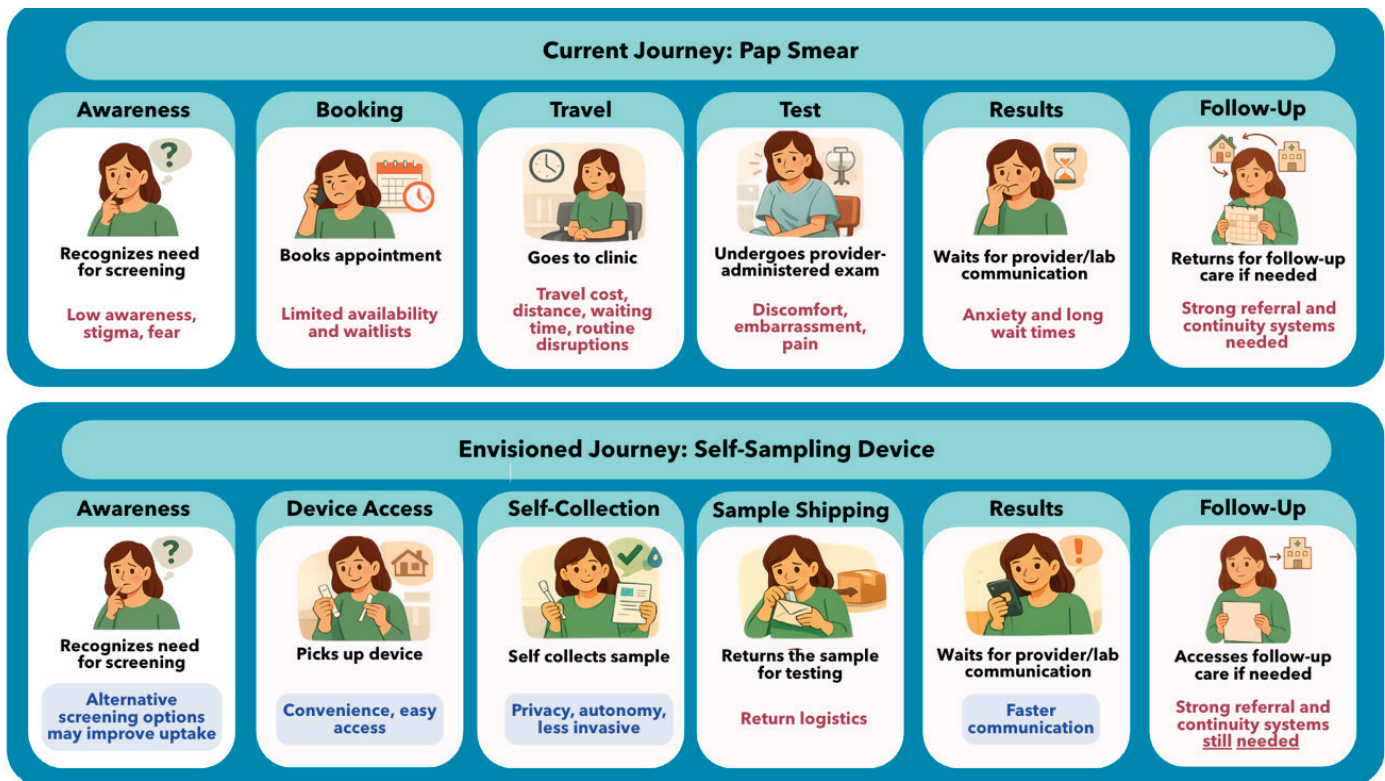 Current Journey: Pap Smear
Awareness
Recognizes need
for screening
Low awareness,
stigma, fear
Booking
Books appointment
Limited availability
and waitlists
Travel
Goes to clinic
Travel cost,
distance, waiting
time, routine
disruptions
Test
Undergoes provider-
administered exam
Discomfort,
embarrassment,
pain
Results
Waits for provider/lab
communication
Anxiety and long
wait times
Follow-Up
Returns for follow-up
care if needed
Strong referral and
continuity systems
needed
Envisioned Journey: Self-Sampling Device
Awareness
?
Recognizes need
for screening
Alternative
screening options
may improve uptake
Device Access
Picks up device
Convenience, easy
access
Self-Collection
Self collects sample
Privacy, autonomy,
less invasive
Sample Shipping
Returns the sample
for testing
Return logistics
Results
!
Waits for provider/lab
communication
Faster
communication
Follow-Up
Accesses follow-up
care if needed
Strong referral and
continuity systems
still needed